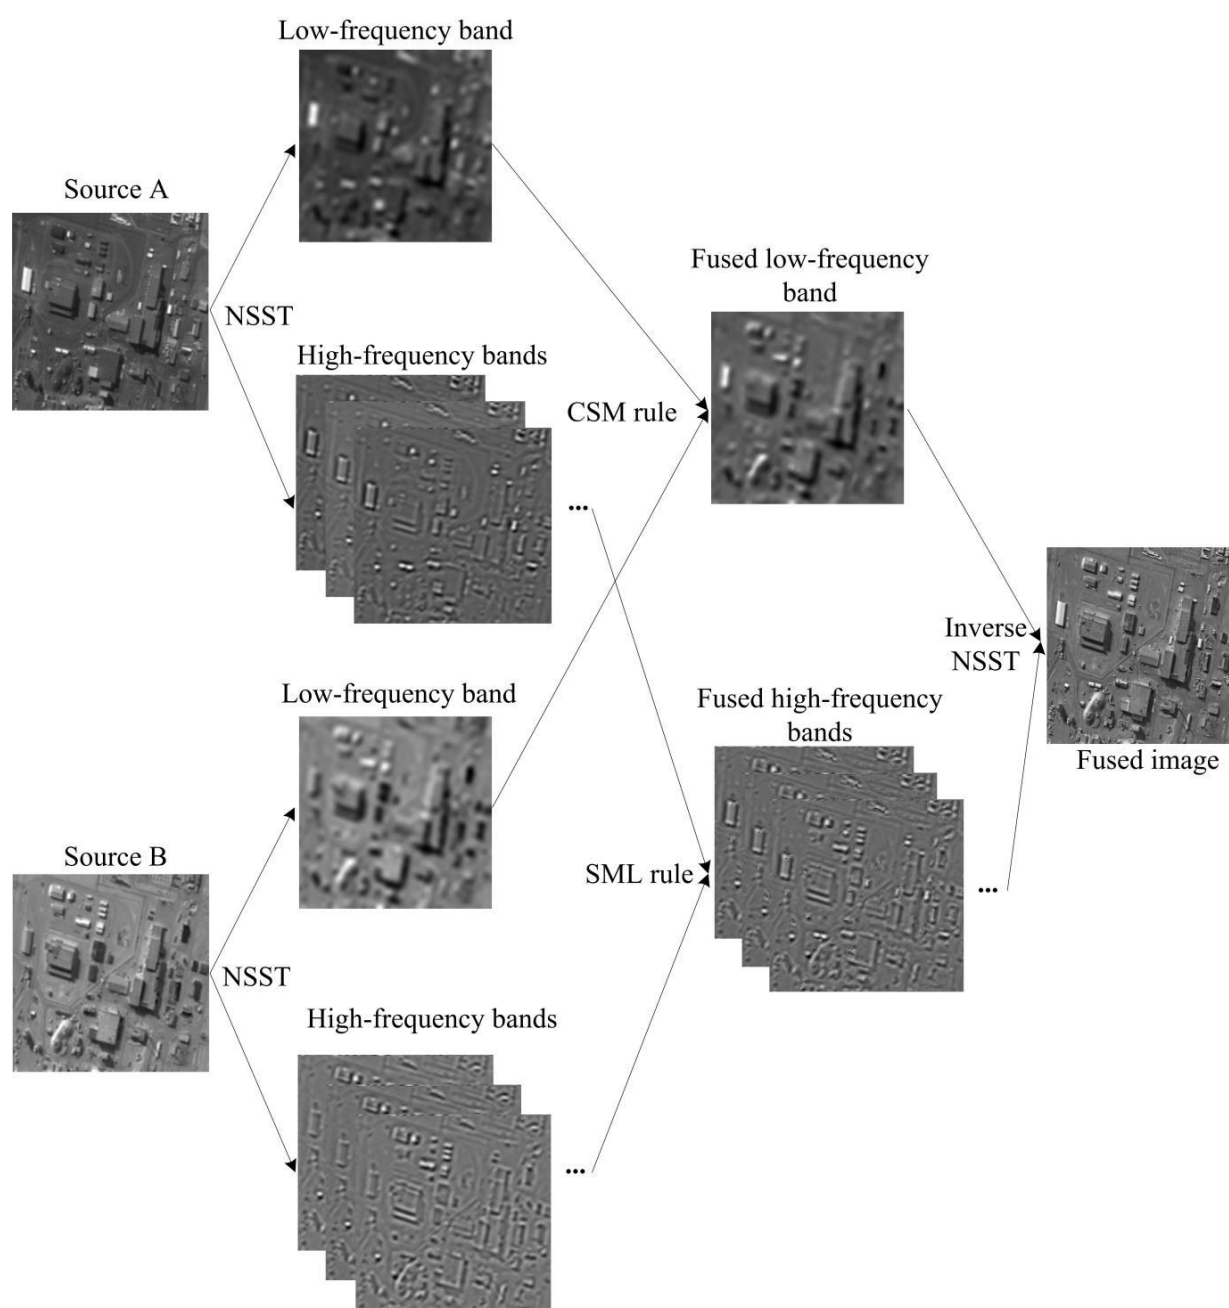 Low-frequency band
Source A
NSST
High-frequency bands
...
CSM rule
Fused low-frequency
band
Low-frequency band
Source B
NSST
High-frequency bands
...
SML rule
Fused high-frequency
bands
...
Inverse
NSST
Fused image